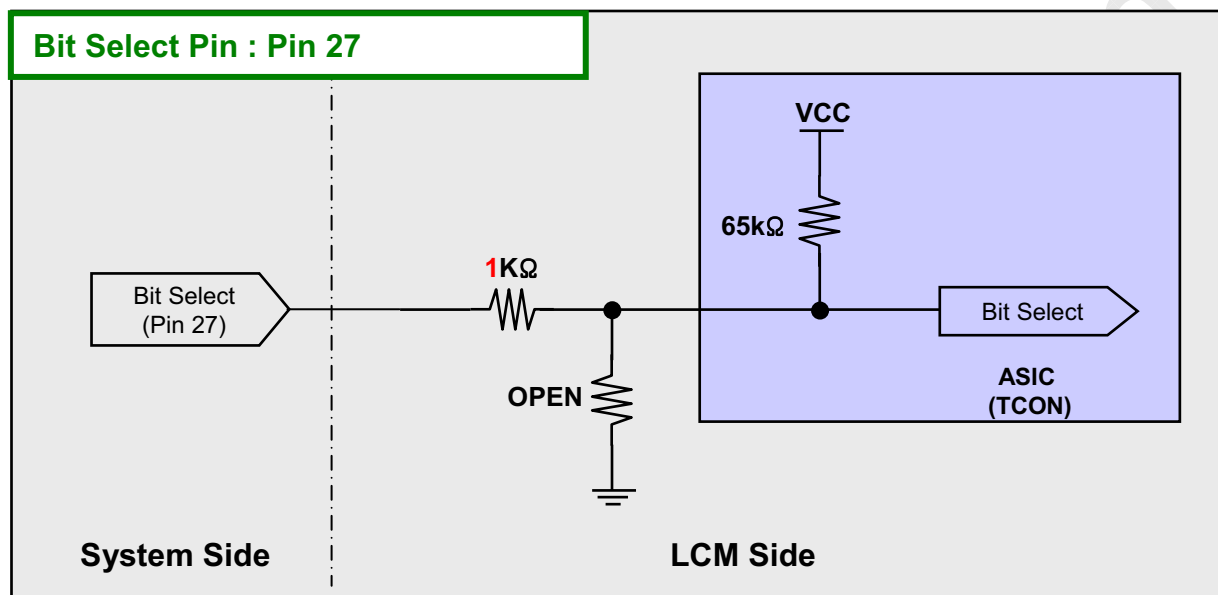 Bit Select Pin : Pin 27
VCC
65kΩ
1KΩ
Bit Select
(Pin 27)
Bit Select
OPEN
ASIC
(TCON)
System Side
LCM Side